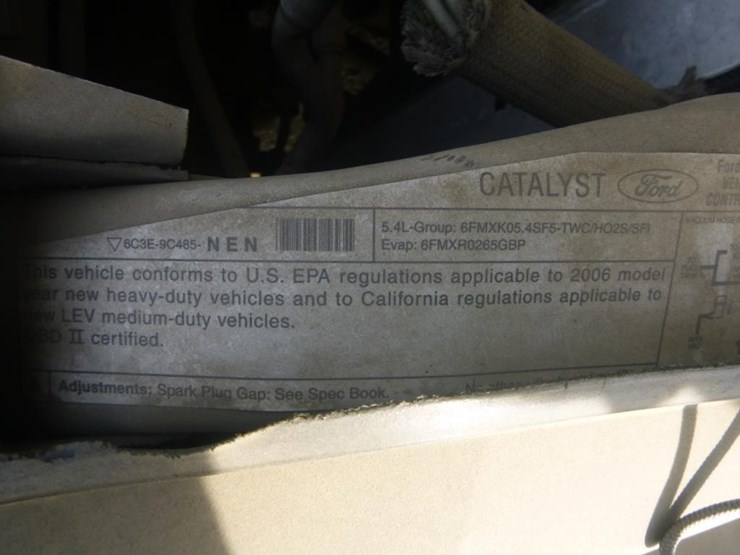 CATALYST Ford
6C3E-9C485- NEN
5.4L-Group: 6FMXK05.4SF5-TWC/HO2S/SFI
Evap: 6FMXR0265GBP
This vehicle conforms to U.S. EPA regulations applicable to 2006 model
year new heavy-duty vehicles and to California regulations applicable to
LEV medium-duty vehicles.
OBD II certified.
Adjustments: Spark Plug Gap: See Spec Book.